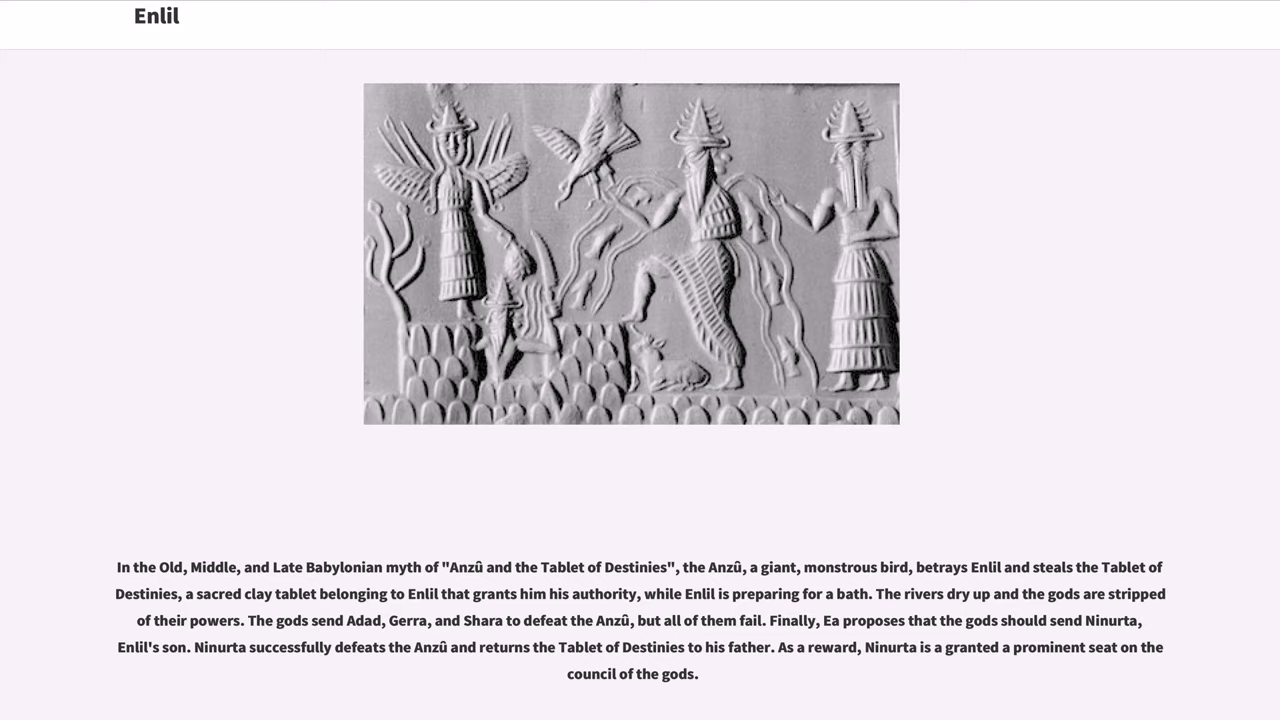 Enlil
In the Old, Middle, and Late Babylonian myth of "Anzû and the Tablet of Destinies", the Anzû, a giant, monstrous bird, betrays Enlil and steals the Tablet of
Destinies, a sacred clay tablet belonging to Enlil that grants him his authority, while Enlil is preparing for a bath. The rivers dry up and the gods are stripped
of their powers. The gods send Adad, Gerra, and Shara to defeat the Anzû, but all of them fail. Finally, Ea proposes that the gods should send Ninurta,
Enlil's son. Ninurta successfully defeats the Anzû and returns the Tablet of Destinies to his father. As a reward, Ninurta is a granted a prominent seat on the
council of the gods.